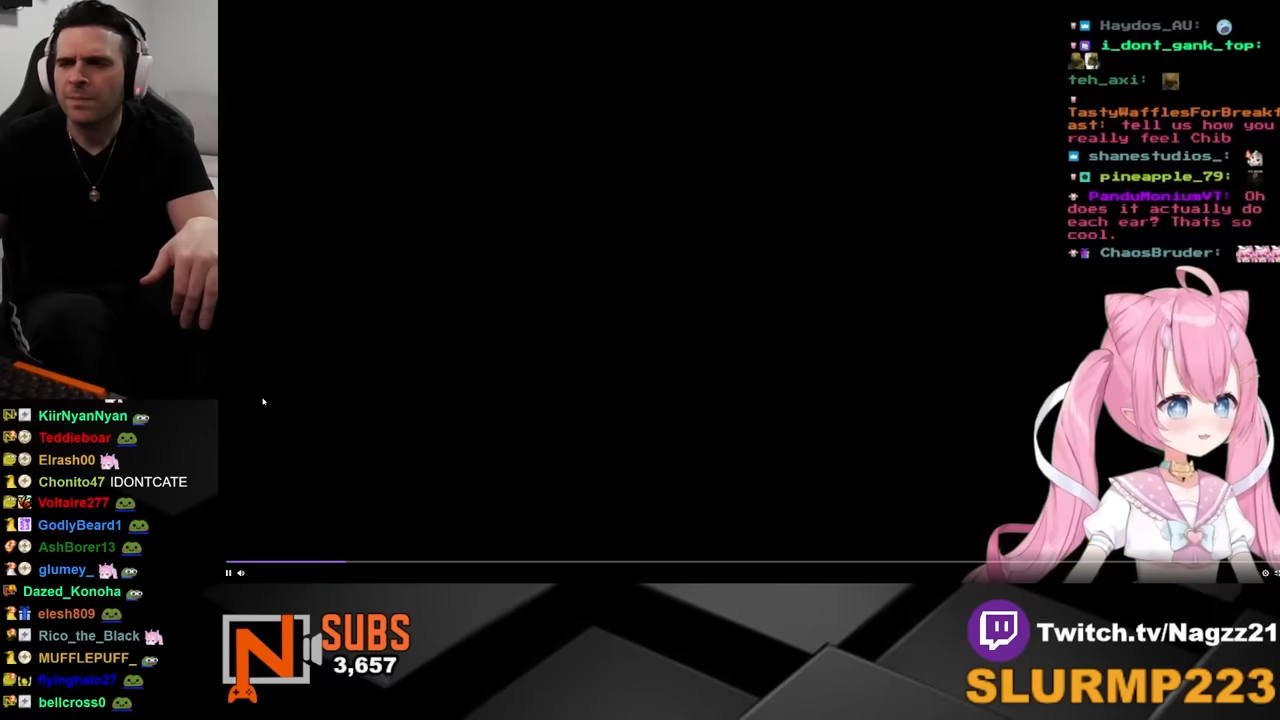 Haydos_AU:
i_dont_gank_top:
teh_axi:
TastyWafflesForBreakf
ast: tell us how you
really feel Chib
shanestudios_:
pineapple_79:
PanduMoniumVT: Oh
does it actually do
each ear? Thats so
cool.
ChaosBruder:
KiirNyanNyan
Teddieboar
Elrash00
Chonito47 IDONTCATE
Voltaire277
GodlyBeard1
AshBorer13
glumey_
Dazed_Konoha
elesh809
Rico_the_Black
MUFFLEPUFF_
bellcross0
N SUBS
3,657
Twitch.tv/Nagzz21
SLURMP223